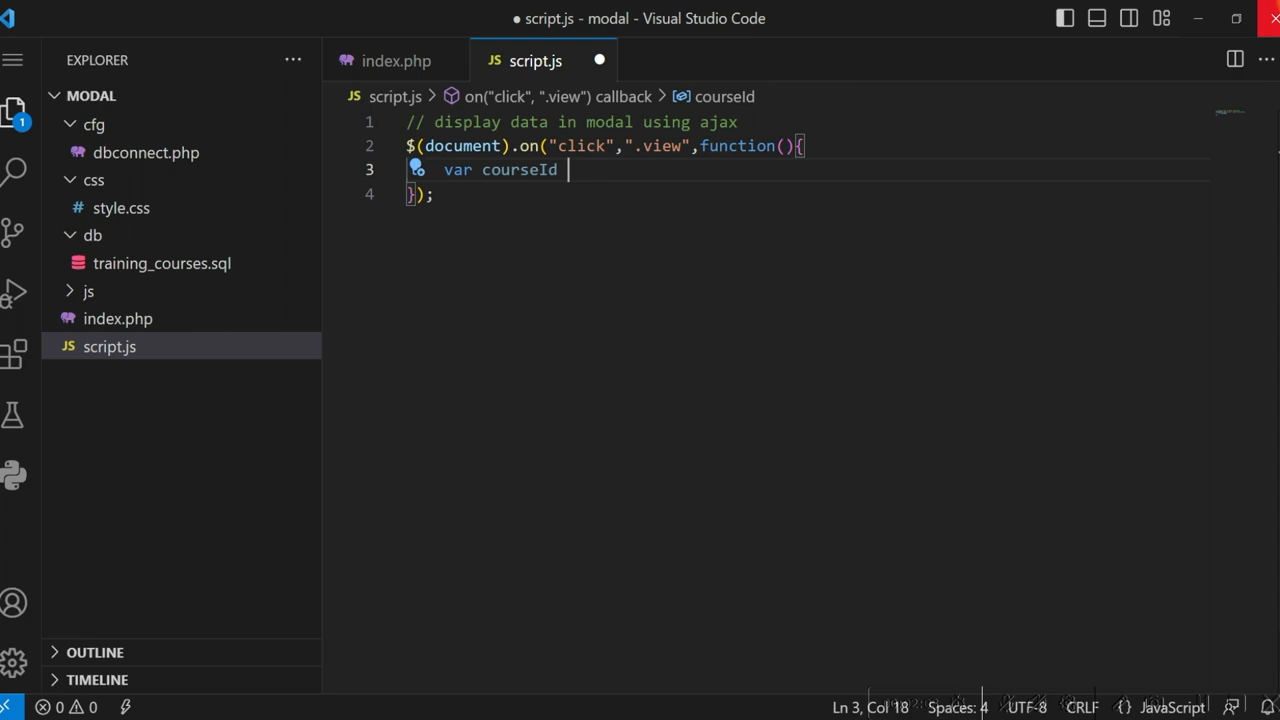 ● script.js - modal - Visual Studio Code
EXPLORER
index.php
JS script.js
MODAL
JS script.js > on("click", ".view") callback > courseId
cfg
dbconnect.php
css
# style.css
db
training_courses.sql
js
index.php
JS script.js
1 // display data in modal using ajax
2 $(document).on("click",".view",function(){
3 var courseId
4 });
1
OUTLINE
TIMELINE
0 0
Ln 3, Col 18 Spaces: 4 UTF-8 CRLF {} JavaScript